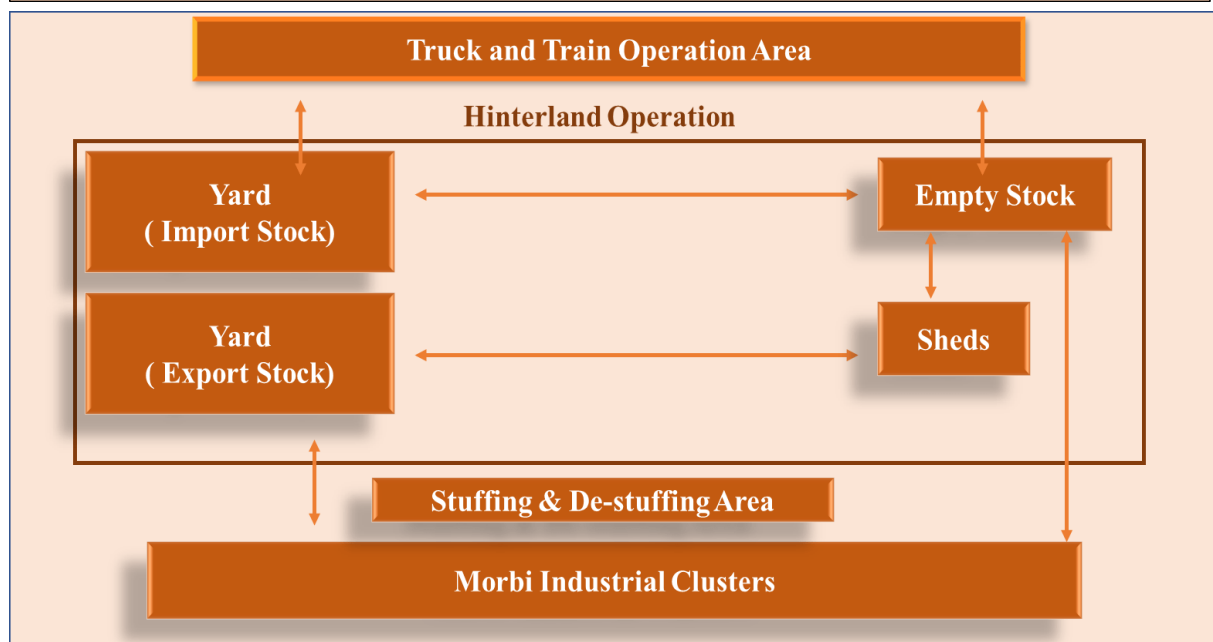 Truck and Train Operation Area
Hinterland Operation
Yard
( Import Stock)
Empty Stock
Yard
( Export Stock)
Sheds
Stuffing & De-stuffing Area
Morbi Industrial Clusters